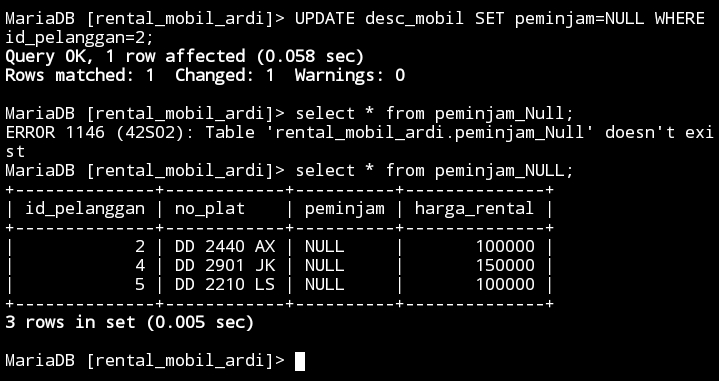 MariaDB [rental_mobil_ardi]> UPDATE desc_mobil SET peminjam=NULL WHERE
id_pelanggan=2;
Query OK, 1 row affected (0.058 sec)
Rows matched: 1  Changed: 1  Warnings: 0

MariaDB [rental_mobil_ardi]> select * from peminjam_Null;
ERROR 1146 (42S02): Table 'rental_mobil_ardi.peminjam_Null' doesn't exi
st
MariaDB [rental_mobil_ardi]> select * from peminjam_NULL;
+--------------+------------+----------+--------------+
| id_pelanggan | no_plat    | peminjam | harga_rental |
+--------------+------------+----------+--------------+
|            2 | DD 2440 AX | NULL     |       100000 |
|            4 | DD 2901 JK | NULL     |       150000 |
|            5 | DD 2210 LS | NULL     |       100000 |
+--------------+------------+----------+--------------+
3 rows in set (0.005 sec)

MariaDB [rental_mobil_ardi]>